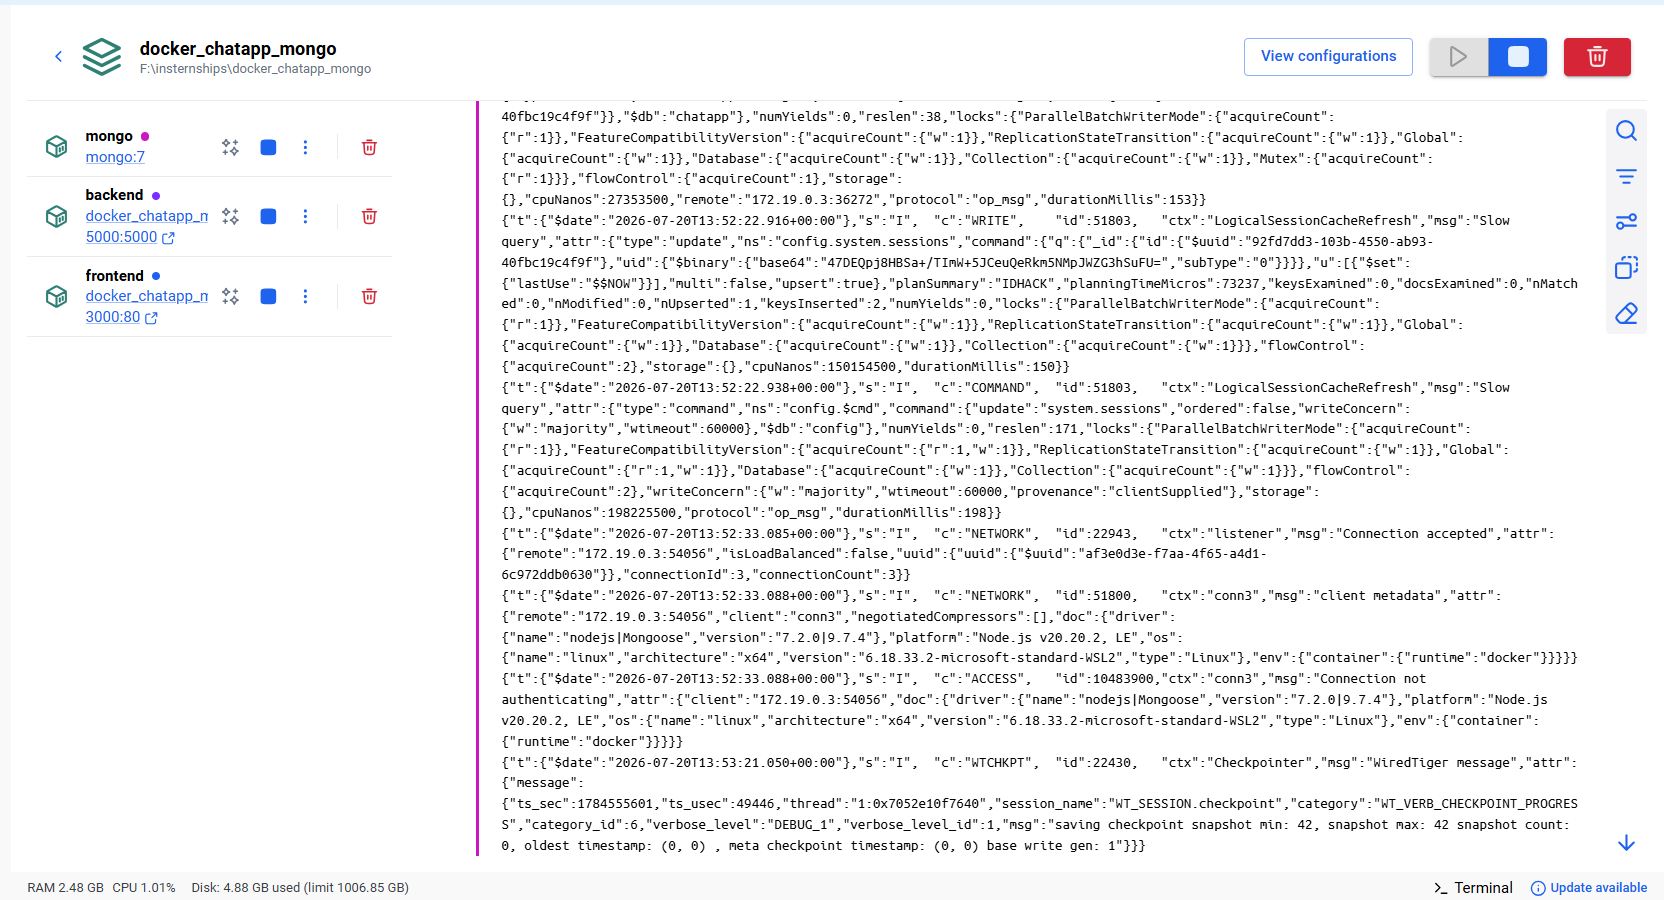 docker_chatapp_mongo
F:\insternships\docker_chatapp_mongo
View configurations
mongo
mongo:7
backend
docker_chatapp_m
5000:5000
frontend
docker_chatapp_m
3000:80
40fbc19c4f9f"}},"$db":"chatapp"},"numYields":0,"reslen":38,"locks":{"ParallelBatchWriterMode":{"acquireCount":
{"r":1}},"FeatureCompatibilityVersion":{"acquireCount":{"w":1}},"ReplicationStateTransition":{"acquireCount":{"w":1}},"Global":
{"acquireCount":{"w":1}},"Database":{"acquireCount":{"w":1}},"Collection":{"acquireCount":{"w":1}},"Mutex":{"acquireCount":
{"r":1}}},"flowControl":{"acquireCount":1},"storage":
{},"cpuNanos":27353500,"remote":"172.19.0.3:36272","protocol":"op_msg","durationMillis":153}}
{"t":{"$date":"2026-07-20T13:52:22.916+00:00"},"s":"I",  "c":"WRITE",    "id":51803,   "ctx":"LogicalSessionCacheRefresh","msg":"Slow
query","attr":{"type":"update","ns":"config.system.sessions","command":{"q":{"_id":{"id":{"$uuid":"92fd7dd3-103b-4550-ab93-
40fbc19c4f9f"},"uid":{"$binary":{"base64":"47DEQpj8HBSa+/TImW+5JCeuQeRkm5NMpJWZG3hSuFU=","subType":"0"}}}},"u":[{"$set":
{"lastUse":"$$NOW"}}],"multi":false,"upsert":true},"planSummary":"IDHACK","planningTimeMicros":73237,"keysExamined":0,"docsExamined":0,"nMatch
ed":0,"nModified":0,"nUpserted":1,"keysInserted":2,"numYields":0,"locks":{"ParallelBatchWriterMode":{"acquireCount":
{"r":1}},"FeatureCompatibilityVersion":{"acquireCount":{"w":1}},"ReplicationStateTransition":{"acquireCount":{"w":1}},"Global":
{"acquireCount":{"w":1}},"Database":{"acquireCount":{"w":1}},"Collection":{"acquireCount":{"w":1}}},"flowControl":
{"acquireCount":2},"storage":{},"cpuNanos":150154500,"durationMillis":150}}
{"t":{"$date":"2026-07-20T13:52:22.938+00:00"},"s":"I",  "c":"COMMAND",  "id":51803,   "ctx":"LogicalSessionCacheRefresh","msg":"Slow
query","attr":{"type":"command","ns":"config.$cmd","command":{"update":"system.sessions","ordered":false,"writeConcern":
{"w":"majority","wtimeout":60000},"$db":"config"},"numYields":0,"reslen":171,"locks":{"ParallelBatchWriterMode":{"acquireCount":
{"r":1}},"FeatureCompatibilityVersion":{"acquireCount":{"r":1,"w":1}},"ReplicationStateTransition":{"acquireCount":{"w":1}},"Global":
{"acquireCount":{"r":1,"w":1}},"Database":{"acquireCount":{"w":1}},"Collection":{"acquireCount":{"w":1}}},"flowControl":
{"acquireCount":2},"writeConcern":{"w":"majority","wtimeout":60000,"provenance":"clientSupplied"},"storage":
{},"cpuNanos":198225500,"protocol":"op_msg","durationMillis":198}}
{"t":{"$date":"2026-07-20T13:52:33.085+00:00"},"s":"I",  "c":"NETWORK",  "id":22943,   "ctx":"listener","msg":"Connection accepted","attr":
{"remote":"172.19.0.3:54056","isLoadBalanced":false,"uuid":{"uuid":{"$uuid":"af3e0d3e-f7aa-4f65-a4d1-
6c972ddb0630"}},"connectionId":3,"connectionCount":3}}
{"t":{"$date":"2026-07-20T13:52:33.088+00:00"},"s":"I",  "c":"NETWORK",  "id":51800,   "ctx":"conn3","msg":"client metadata","attr":
{"remote":"172.19.0.3:54056","client":"conn3","negotiatedCompressors":[],"doc":{"driver":
{"name":"nodejs|Mongoose","version":"7.2.0|9.7.4"},"platform":"Node.js v20.20.2, LE","os":
{"name":"linux","architecture":"x64","version":"6.18.33.2-microsoft-standard-WSL2","type":"Linux"},"env":{"container":{"runtime":"docker"}}}}}
{"t":{"$date":"2026-07-20T13:52:33.088+00:00"},"s":"I",  "c":"ACCESS",   "id":10483900,"ctx":"conn3","msg":"Connection not
authenticating","attr":{"client":"172.19.0.3:54056","doc":{"driver":{"name":"nodejs|Mongoose","version":"7.2.0|9.7.4"},"platform":"Node.js
v20.20.2, LE","os":{"name":"linux","architecture":"x64","version":"6.18.33.2-microsoft-standard-WSL2","type":"Linux"},"env":{"container":
{"runtime":"docker"}}}}}
{"t":{"$date":"2026-07-20T13:53:21.050+00:00"},"s":"I",  "c":"WTCHKPT",  "id":22430,   "ctx":"Checkpointer","msg":"WiredTiger message","attr":
{"message":
{"ts_sec":1784555601,"ts_usec":49446,"thread":"1:0x7052e10f7640","session_name":"WT_SESSION.checkpoint","category":"WT_VERB_CHECKPOINT_PROGRES
S","category_id":6,"verbose_level":"DEBUG_1","verbose_level_id":1,"msg":"saving checkpoint snapshot min: 42, snapshot max: 42 snapshot count:
0, oldest timestamp: (0, 0) , meta checkpoint timestamp: (0, 0) base write gen: 1"}}}
RAM 2.48 GB CPU 1.01% Disk: 4.88 GB used (limit 1006.85 GB)
>_ Terminal
Update available